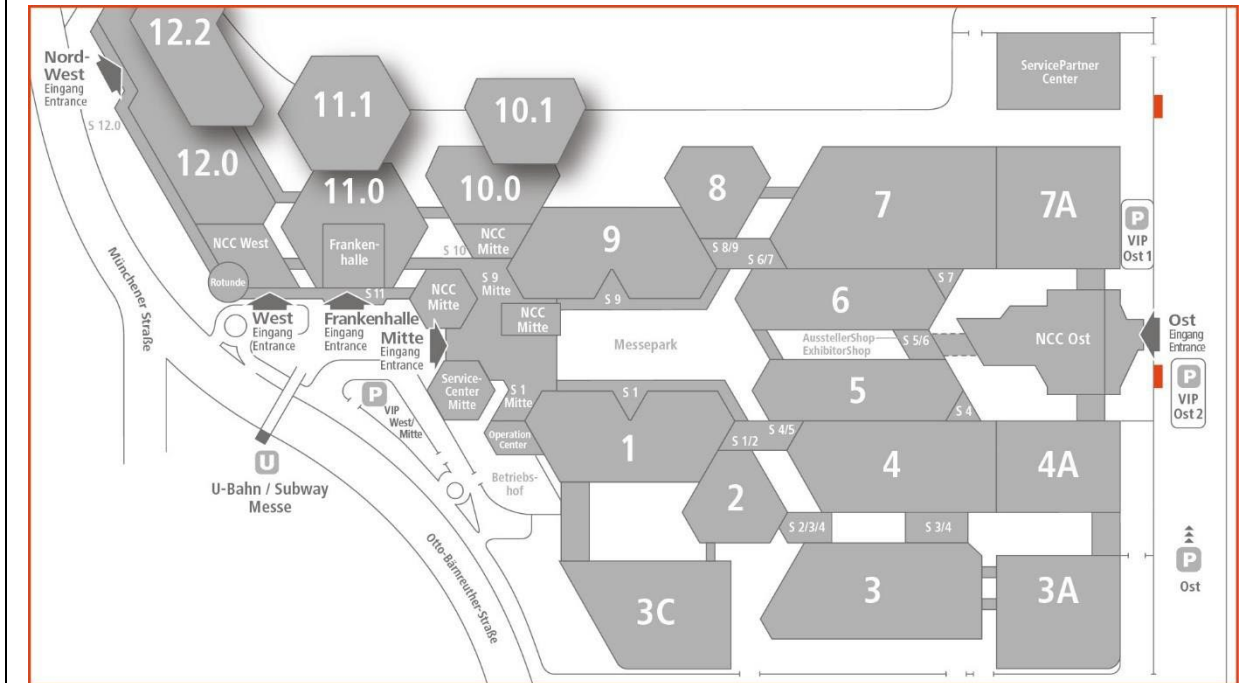 12.2
Nord-
West
Eingang
Entrance
S 12.0
11.1
10.1
ServicePartner
Center
12.0
11.0
10.0
8
7
7A
P
VIP
Ost 1
NCC West
Franken-
halle
S 10
NCC
Mitte
9
S 8/9
S 6/7
Rotunde
S 11
NCC
Mitte
S 9
Mitte
S 9
NCC
Mitte
6
S 7
Münchener Straße
West
Eingang
(Entrance
Frankenhalle
Eingang
Entrance
Mitte
Eingang
Entrance
Messepark
AusstellerShop
ExhibitorShop
S 5/6
NCC Ost
Ost
Eingang
Entrance
Service-
Center
Mitte
S 1
Mitte
S 1
5
S 4
P
VIP
Ost 2
P
VIP
West/
Mitte
Operation
Center
1
S 1/2
S 4/5
4
4A
U
U-Bahn / Subway
Messe
Betriebs-
hof
2
S 2/3/4
S 3/4
Otto-Bärnreuther-Straße
3C
3
3A
P
Ost